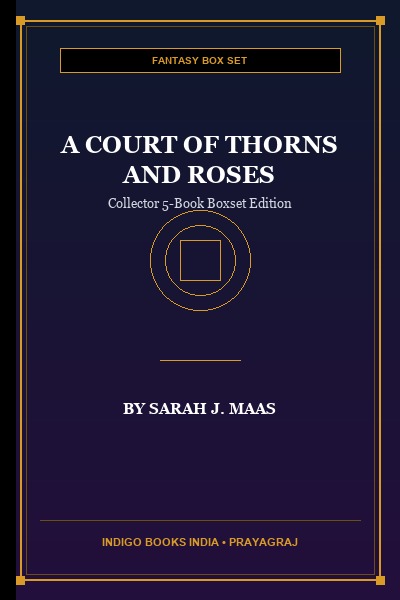 FANTASY BOX SET
A COURT OF THORNS
AND ROSES
Collector 5-Book Boxset Edition
BY SARAH J. MAAS
INDIGO BOOKS INDIA • PRAYAGRAJ